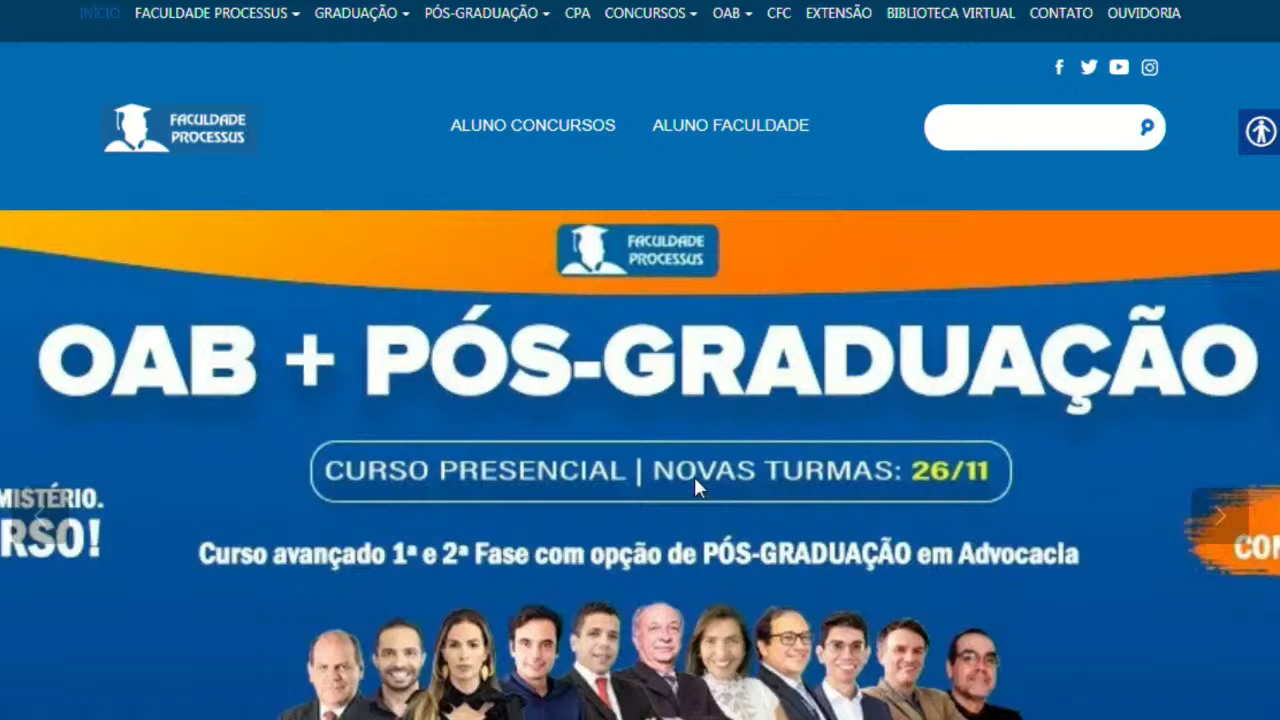 INÍCIO FACULDADE PROCESSUS GRADUAÇÃO PÓS-GRADUAÇÃO CPA CONCURSOS OAB CFC EXTENSÃO BIBLIOTECA VIRTUAL CONTATO OUVIDORIA
FACULDADE
PROCESSUS
ALUNO CONCURSOS ALUNO FACULDADE
FACULDADE
PROCESSUS
OAB + PÓS-GRADUAÇÃO
CURSO PRESENCIAL | NOVAS TURMAS: 26/11
MISTÉRIO.
RSO!
Curso avançado 1ª e 2ª Fase com opção de PÓS-GRADUAÇÃO em Advocacia
CON